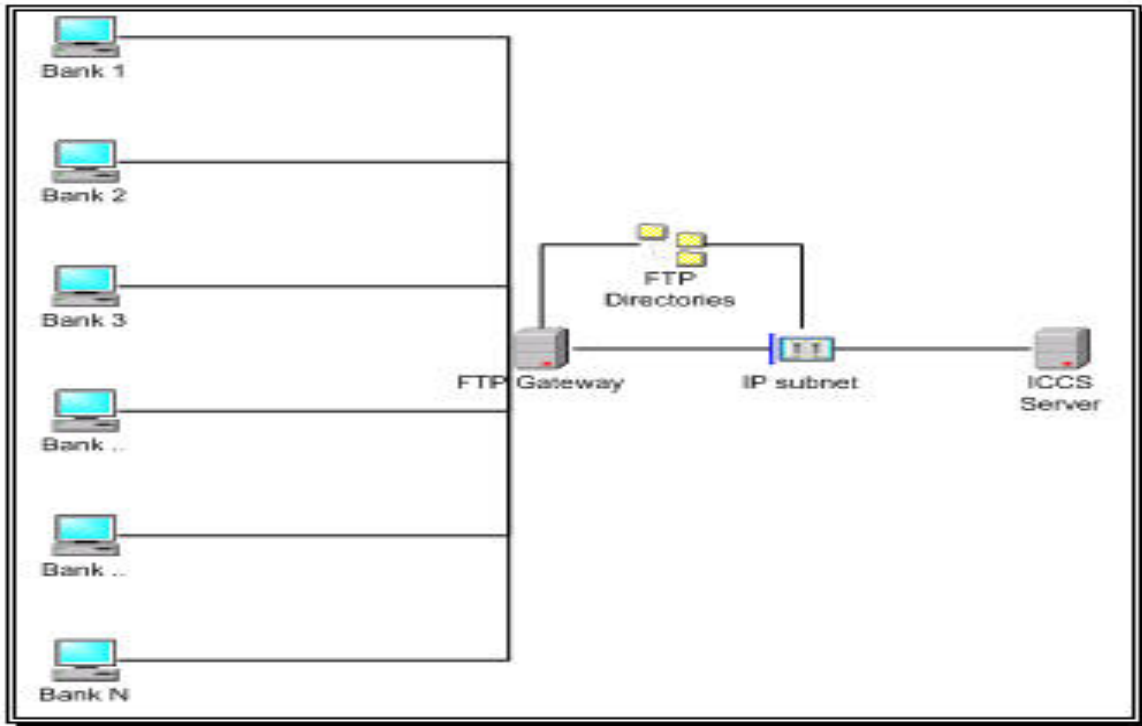 Bank 1
Bank 2
Bank 3
Bank ..
Bank ..
Bank N
FTP
Directories
FTP Gateway
IP subnet
ICCS
Server